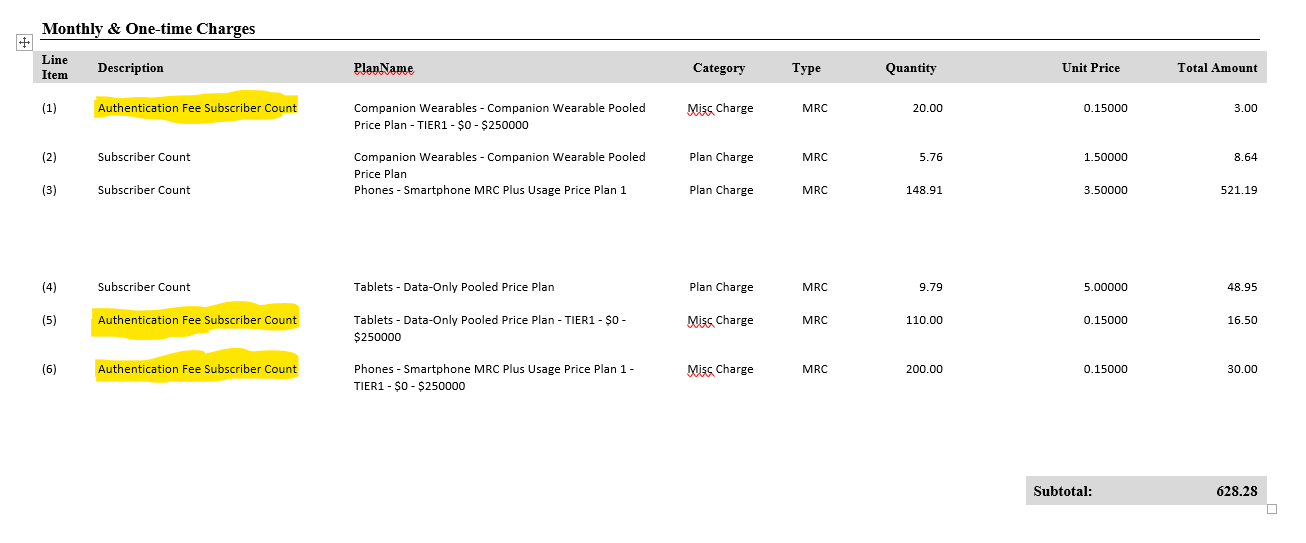 Monthly & One-time Charges
Line Item Description PlanName Category Type Quantity Unit Price Total Amount
(1) Authentication Fee Subscriber Count Companion Wearables - Companion Wearable Pooled Misc Charge MRC 20.00 0.15000 3.00
Price Plan - TIER1 - $0 - $250000
(2) Subscriber Count Companion Wearables - Companion Wearable Pooled Plan Charge MRC 5.76 1.50000 8.64
Price Plan
(3) Subscriber Count Phones - Smartphone MRC Plus Usage Price Plan 1 Plan Charge MRC 148.91 3.50000 521.19
(4) Subscriber Count Tablets - Data-Only Pooled Price Plan Plan Charge MRC 9.79 5.00000 48.95
(5) Authentication Fee Subscriber Count Tablets - Data-Only Pooled Price Plan - TIER1 - $0 - Misc Charge MRC 110.00 0.15000 16.50
$250000
(6) Authentication Fee Subscriber Count Phones - Smartphone MRC Plus Usage Price Plan 1 - Misc Charge MRC 200.00 0.15000 30.00
TIER1 - $0 - $250000
Subtotal: 628.28